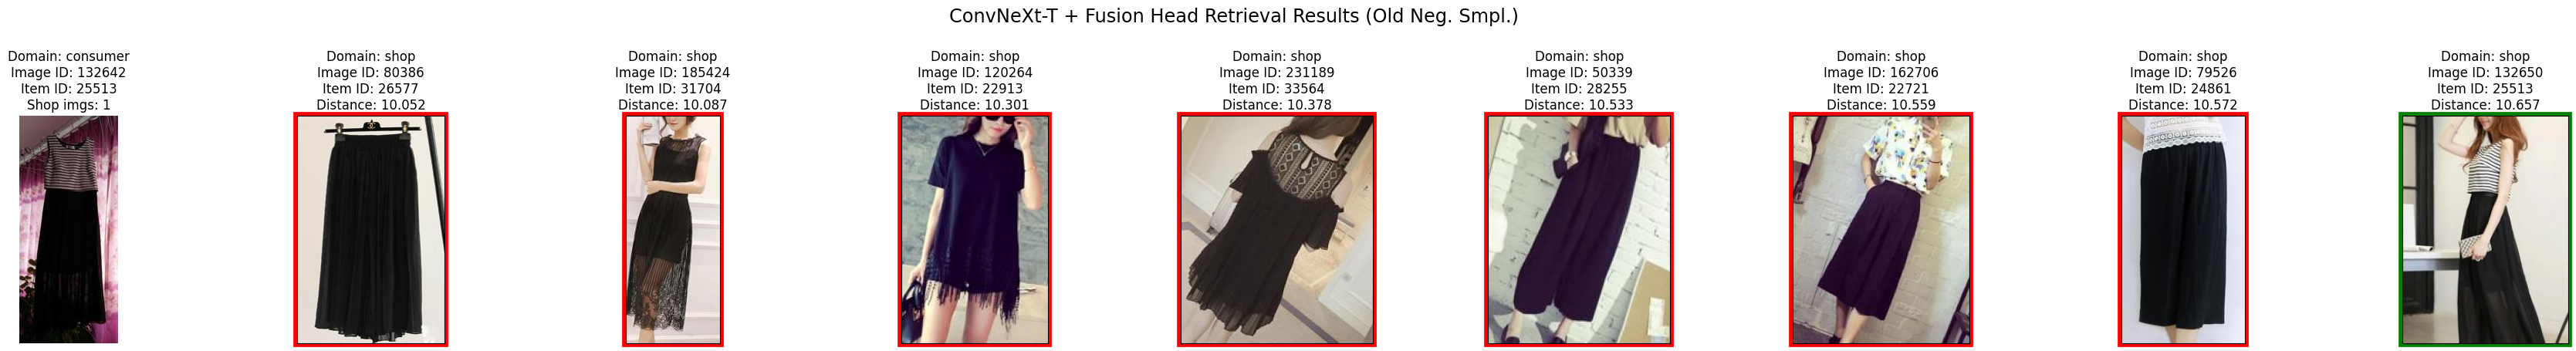 ConvNeXt-T + Fusion Head Retrieval Results (Old Neg. Smpl.)
Domain: consumer
Image ID: 132642
Item ID: 25513
Shop imgs: 1
Domain: shop
Image ID: 80386
Item ID: 26577
Distance: 10.052
Domain: shop
Image ID: 185424
Item ID: 31704
Distance: 10.087
Domain: shop
Image ID: 120264
Item ID: 22913
Distance: 10.301
Domain: shop
Image ID: 231189
Item ID: 33564
Distance: 10.378
Domain: shop
Image ID: 50339
Item ID: 28255
Distance: 10.533
Domain: shop
Image ID: 162706
Item ID: 22721
Distance: 10.559
Domain: shop
Image ID: 79526
Item ID: 24861
Distance: 10.572
Domain: shop
Image ID: 132650
Item ID: 25513
Distance: 10.657